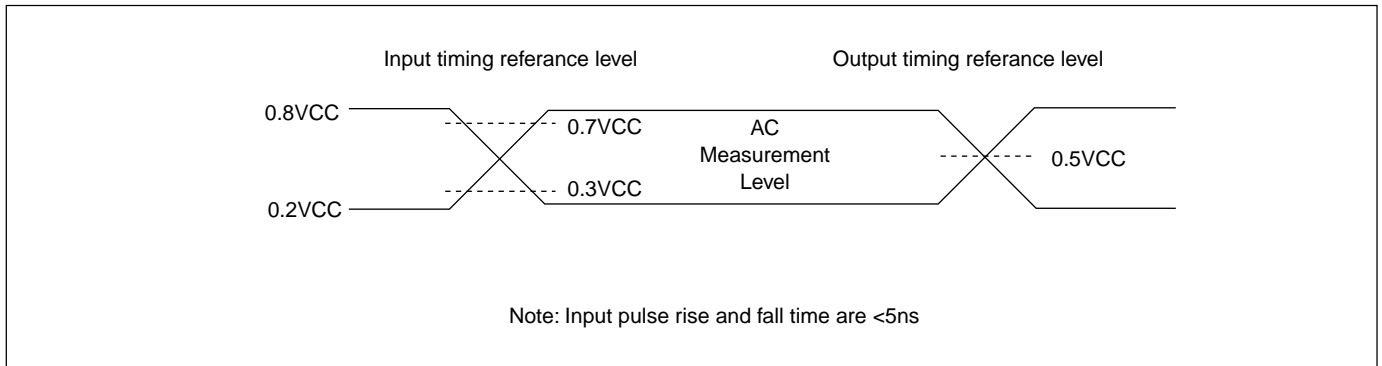 Input timing referance level
Output timing referance level
0.8VCC
0.7VCC
AC
Measurement
Level
0.5VCC
0.3VCC
0.2VCC
Note: Input pulse rise and fall time are <5ns